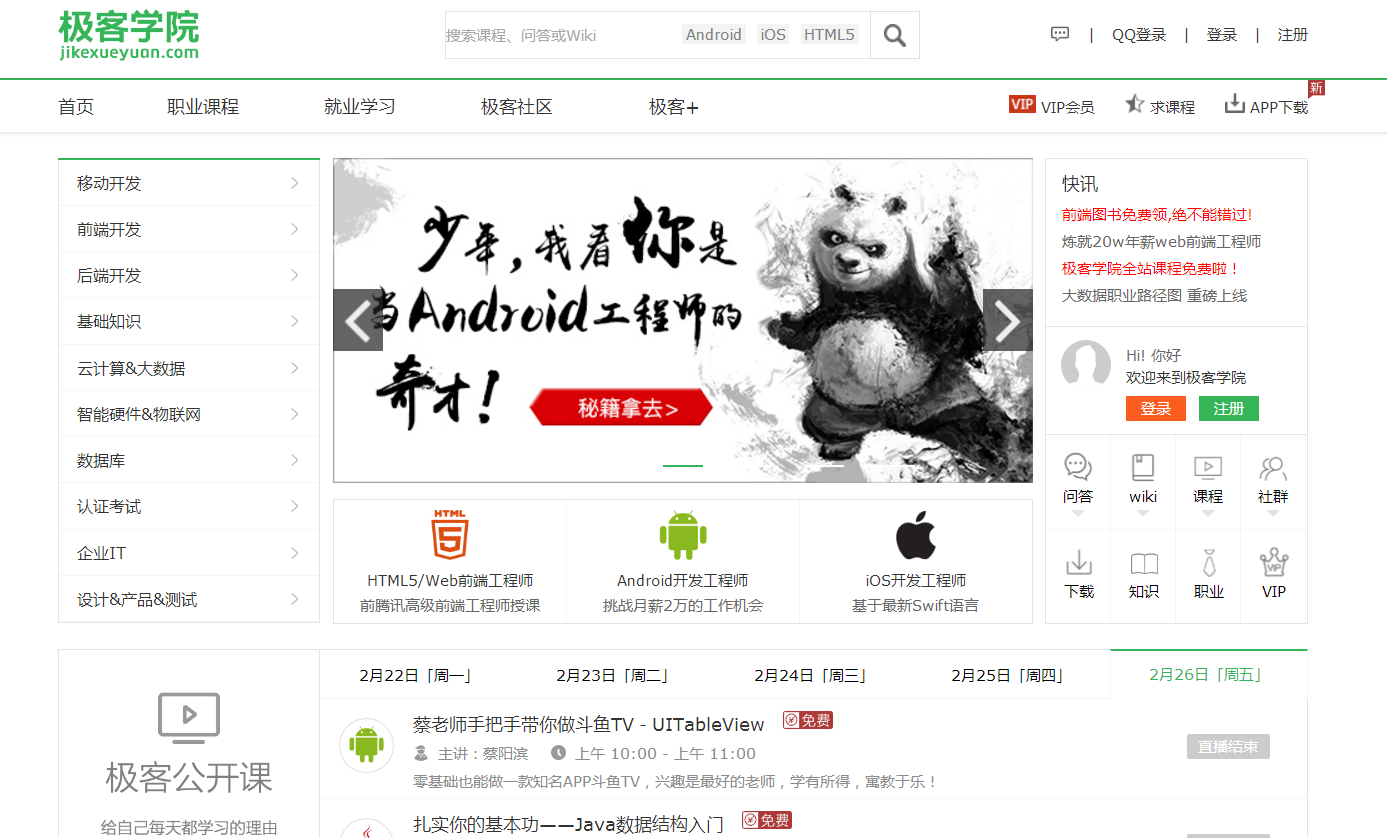 极客学院
jikexueyuan.com
搜索课程、问答或Wiki Android iOS HTML5
QQ登录 | 登录 | 注册
首页 职业课程 就业学习 极客社区 极客+
VIP VIP会员 求课程 APP下载 新
移动开发
前端开发
后端开发
基础知识
云计算&大数据
智能硬件&物联网
数据库
认证考试
企业IT
设计&产品&测试
少年,我看你是
当Android工程师的
奇才!
秘籍拿去>
HTML5/Web前端工程师
前腾讯高级前端工程师授课
Android开发工程师
挑战月薪2万的工作机会
iOS开发工程师
基于最新Swift语言
快讯
前端图书免费领,绝不能错过!
炼就20w年薪web前端工程师
极客学院全站课程免费啦！
大数据职业路径图 重磅上线
Hi! 你好
欢迎来到极客学院
登录 注册
问答 wiki 课程 社群
下载 知识 职业 VIP
极客公开课
给自己每天都学习的理由
2月22日「周一」 2月23日「周二」 2月24日「周三」 2月25日「周四」 2月26日「周五」
蔡老师手把手带你做斗鱼TV - UITableView 免费
主讲：蔡阳滨 上午 10:00 - 上午 11:00
零基础也能做一款知名APP斗鱼TV，兴趣是最好的老师，学有所得，寓教于乐！
直播结束
扎实你的基本功——Java数据结构入门 免费